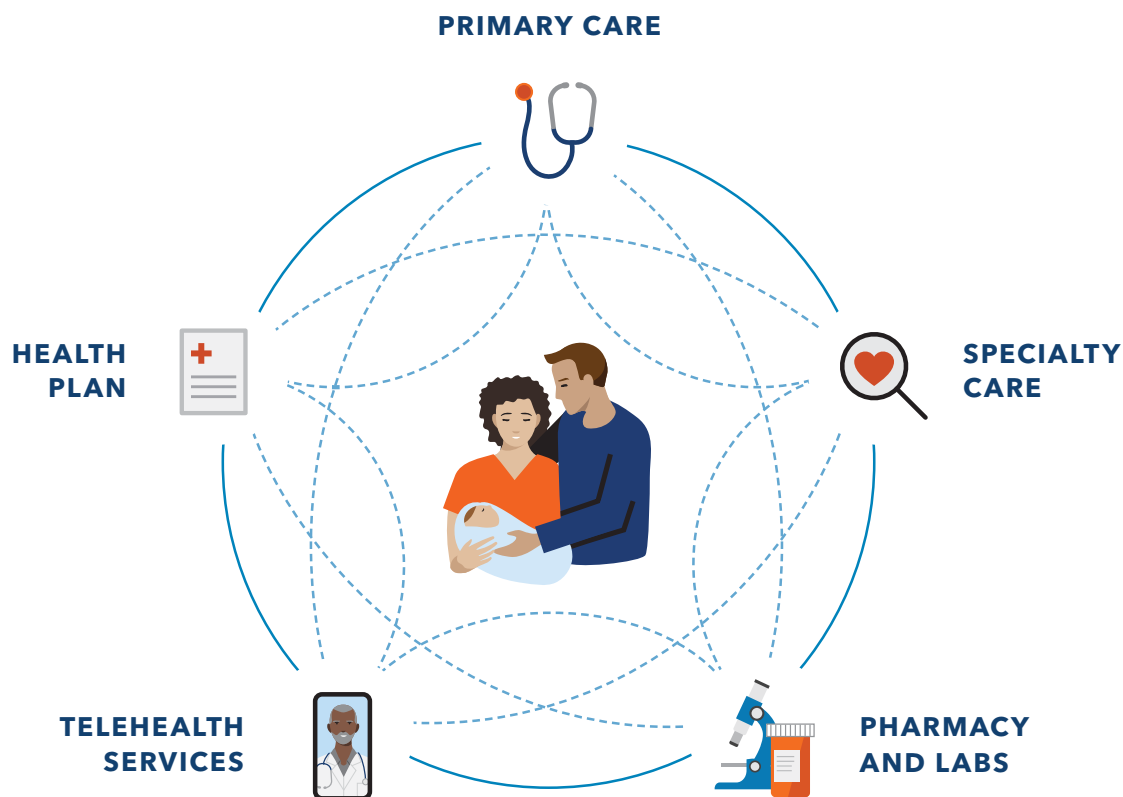 PRIMARY CARE
HEALTH
PLAN
SPECIALTY
CARE
TELEHEALTH
SERVICES
PHARMACY
AND LABS